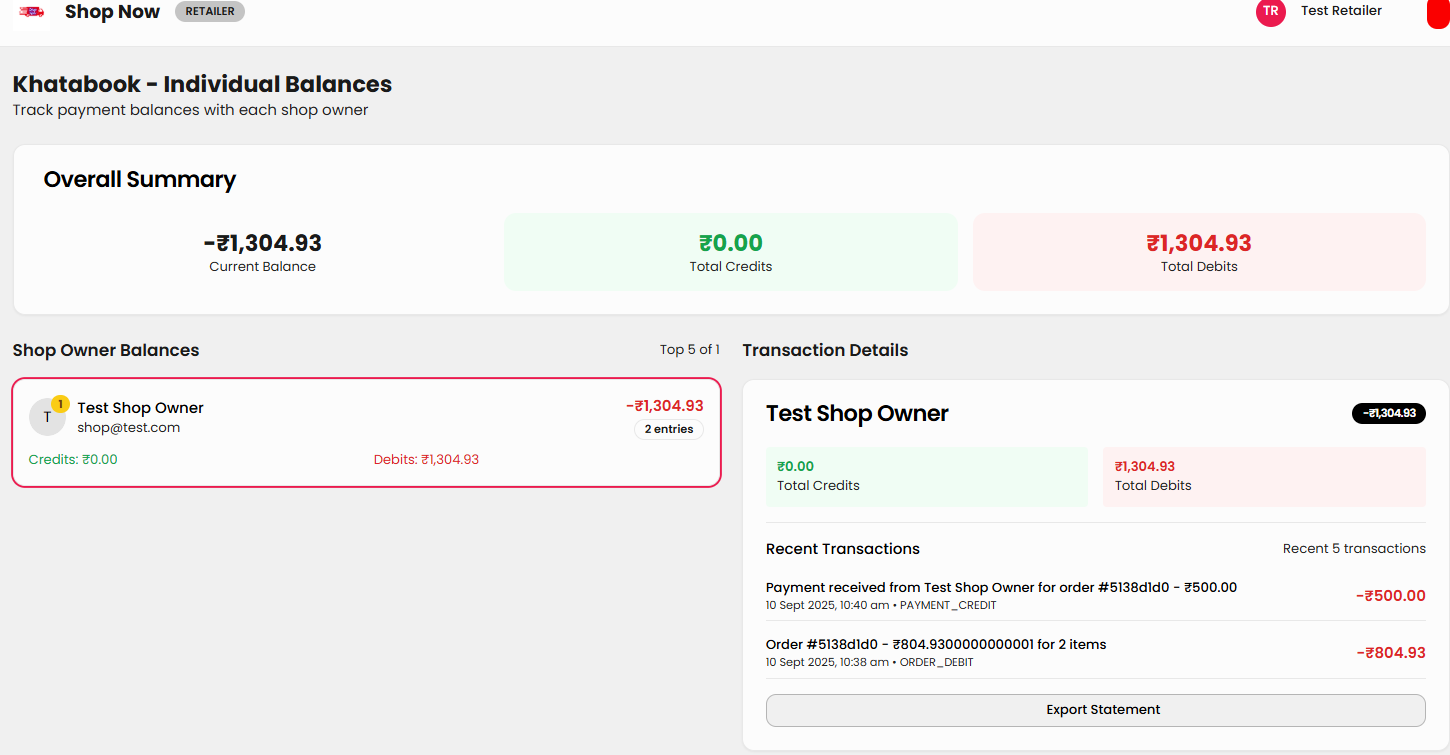 Shop Now RETAILER TR Test Retailer
Khatabook - Individual Balances
Track payment balances with each shop owner
Overall Summary
-₹1,304.93
Current Balance
₹0.00
Total Credits
₹1,304.93
Total Debits
Shop Owner Balances Top 5 of 1
T 1 Test Shop Owner -₹1,304.93
shop@test.com 2 entries
Credits: ₹0.00 Debits: ₹1,304.93
Transaction Details
Test Shop Owner -₹1,304.93
₹0.00
Total Credits
₹1,304.93
Total Debits
Recent Transactions Recent 5 transactions
Payment received from Test Shop Owner for order #5138d1d0 - ₹500.00 -₹500.00
10 Sept 2025, 10:40 am • PAYMENT_CREDIT
Order #5138d1d0 - ₹804.9300000000001 for 2 items -₹804.93
10 Sept 2025, 10:38 am • ORDER_DEBIT
Export Statement